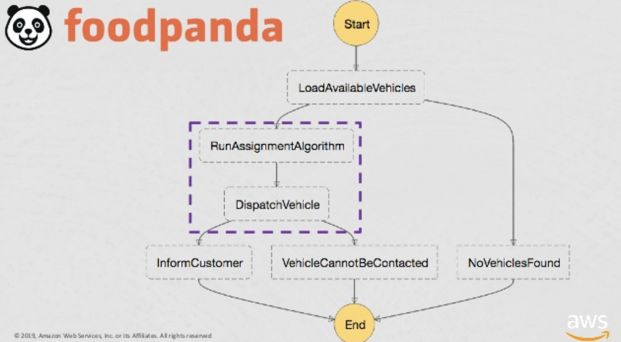 foodpanda
Start
LoadAvailableVehicles
RunAssignmentAlgorithm
DispatchVehicle
InformCustomer
VehicleCannotBeContacted
NoVehiclesFound
End
© 2019, Amazon Web Services, Inc. or its Affiliates. All rights reserved
aws